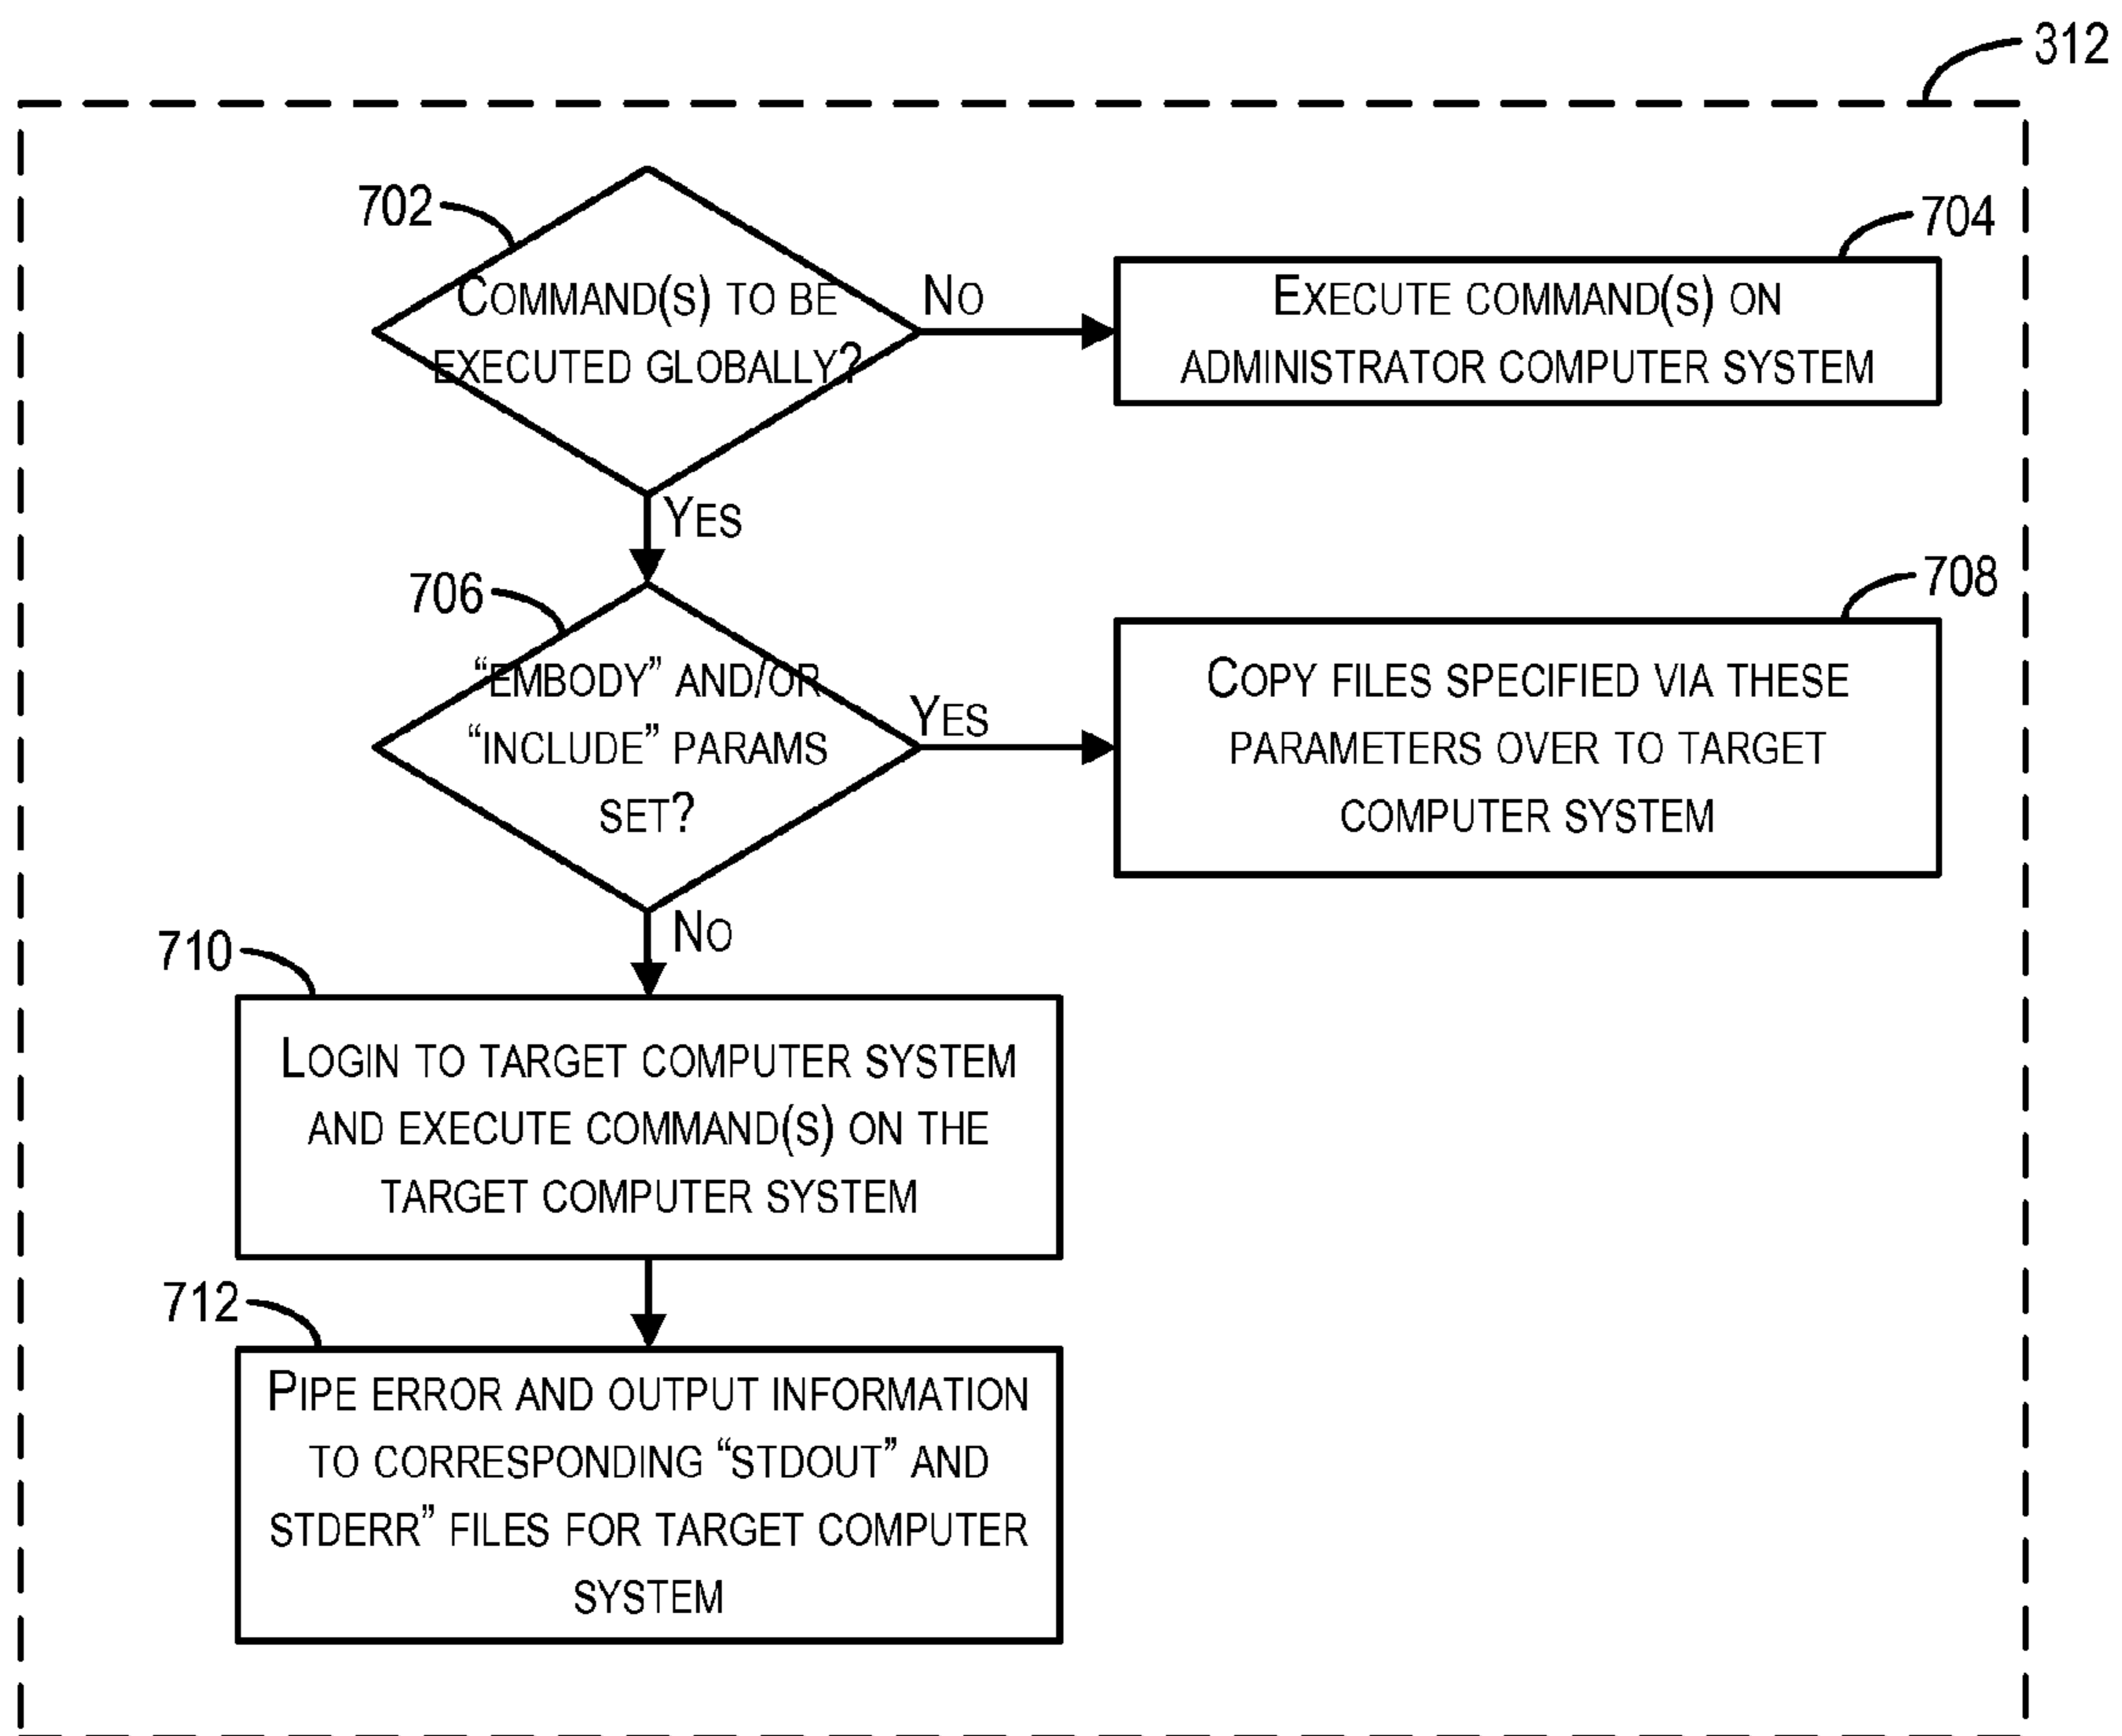 312
702
COMMAND(S) TO BE
EXECUTED GLOBALLY?
NO
704
EXECUTE COMMAND(S) ON
ADMINISTRATOR COMPUTER SYSTEM
YES
706
“EMBODY” AND/OR
“INCLUDE” PARAMS
SET?
YES
708
COPY FILES SPECIFIED VIA THESE
PARAMETERS OVER TO TARGET
COMPUTER SYSTEM
NO
710
LOGIN TO TARGET COMPUTER SYSTEM
AND EXECUTE COMMAND(S) ON THE
TARGET COMPUTER SYSTEM
712
PIPE ERROR AND OUTPUT INFORMATION
TO CORRESPONDING “STDOUT” AND
STDERR” FILES FOR TARGET COMPUTER
SYSTEM